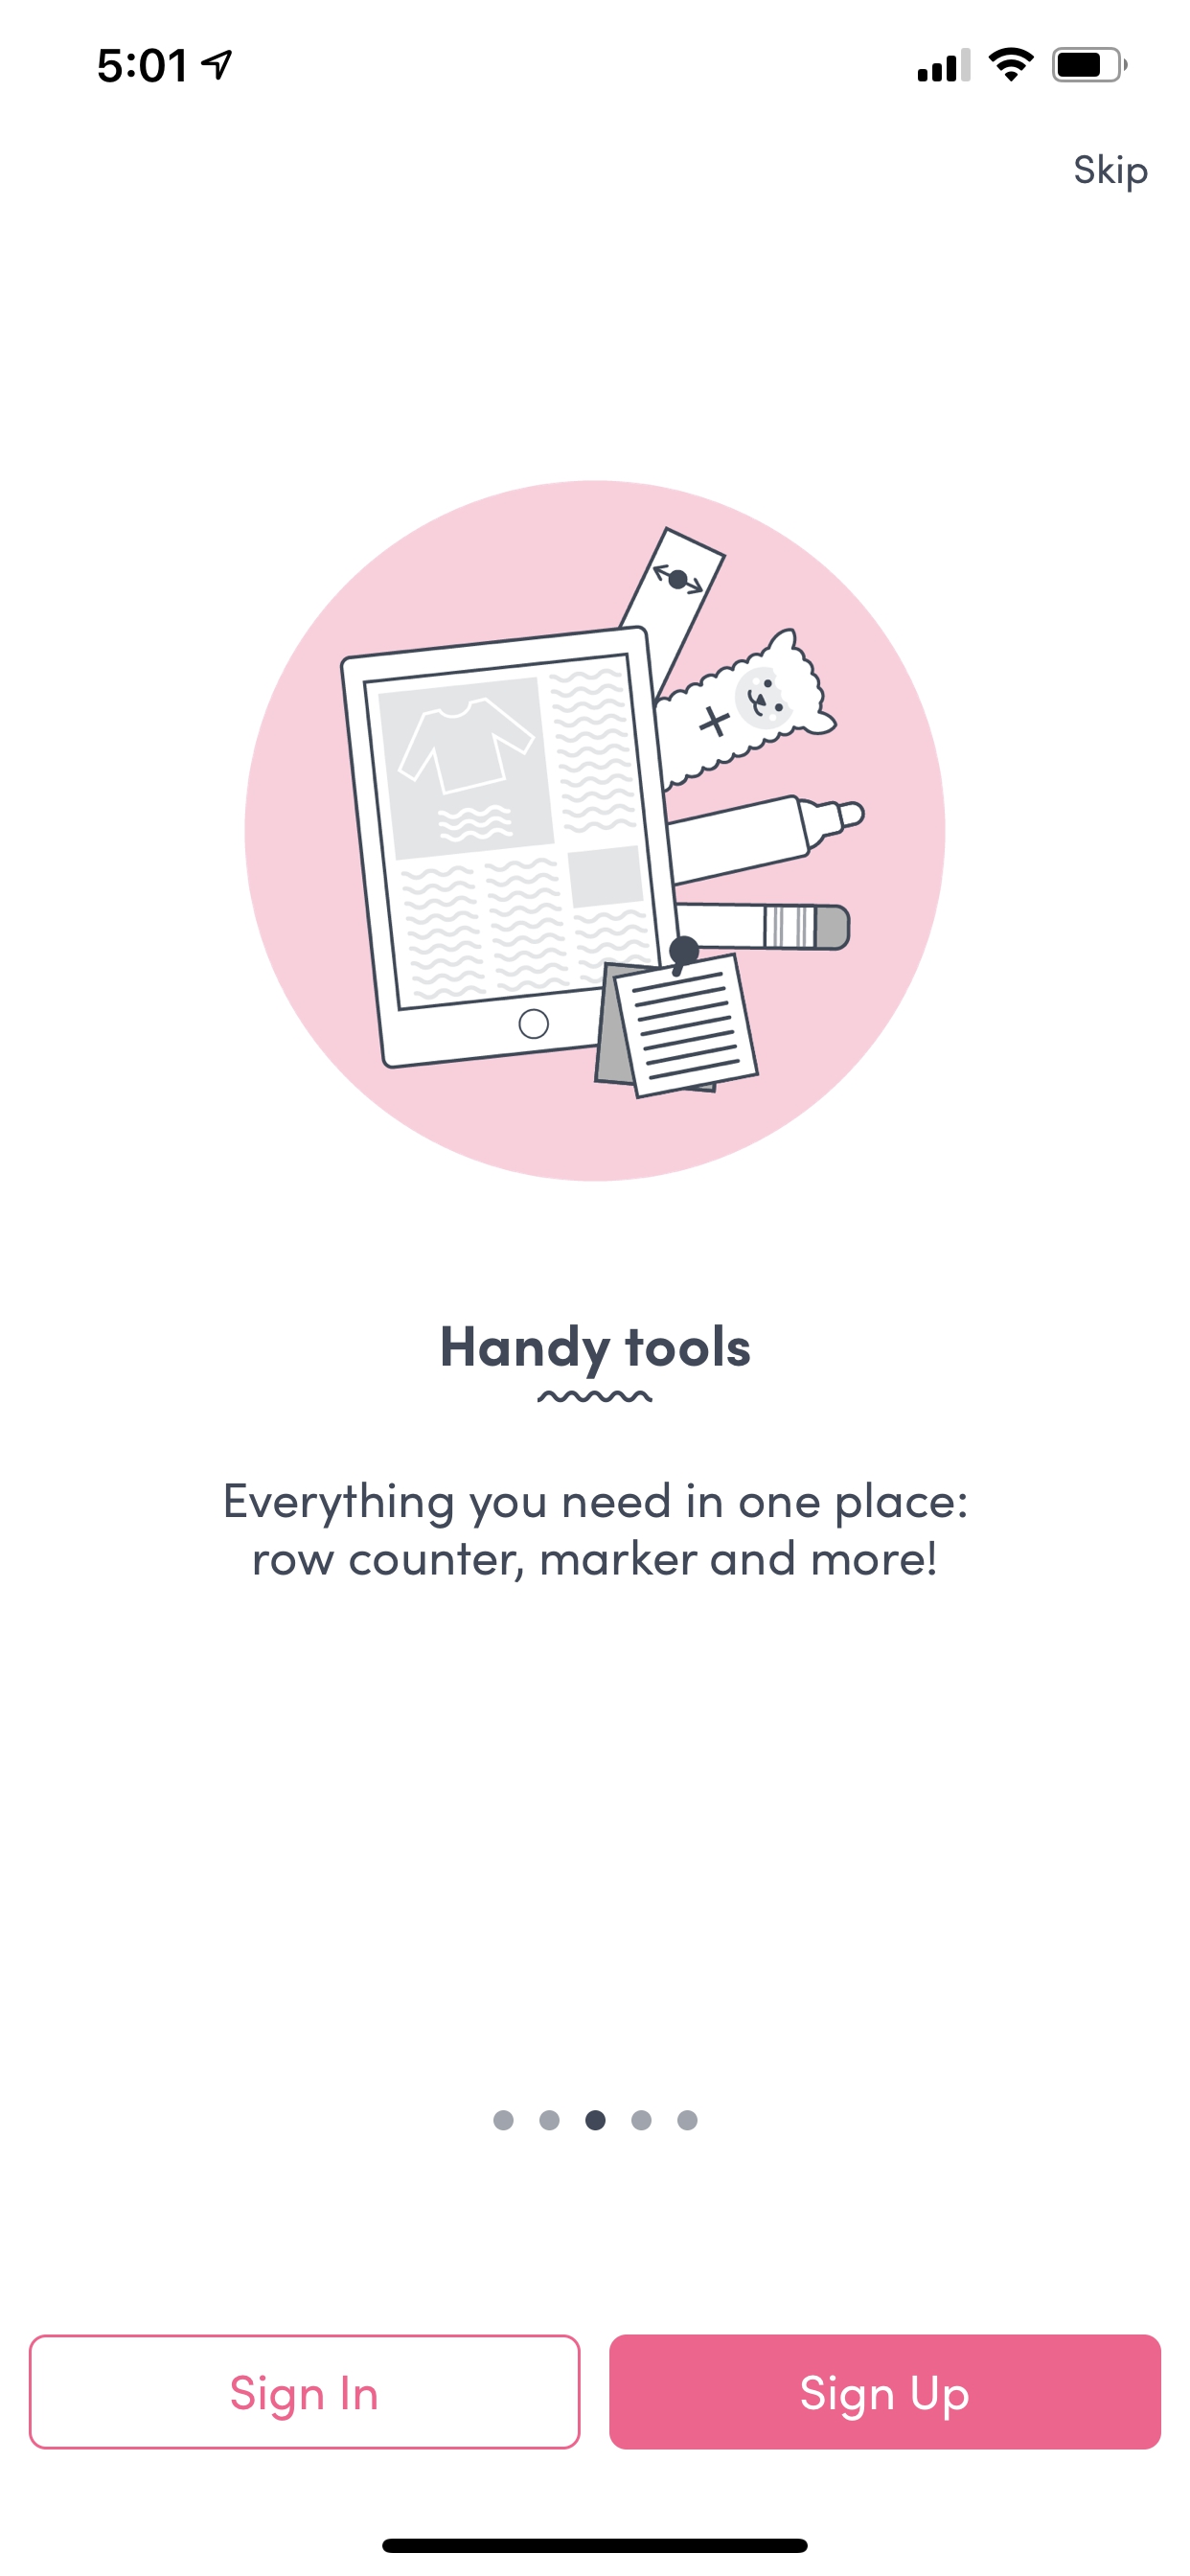 5:01
Skip
Handy tools
Everything you need in one place:
row counter, marker and more!
Sign In
Sign Up